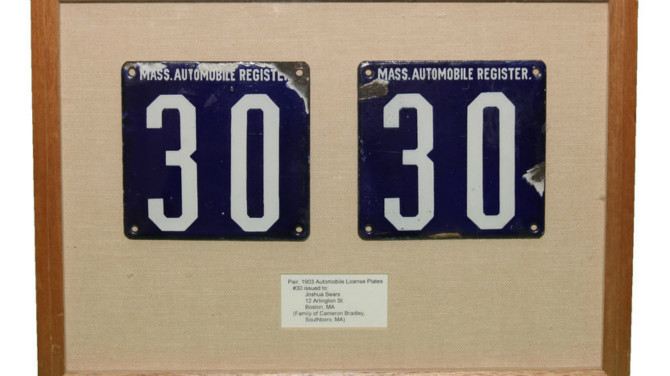 MASS. AUTOMOBILE REGISTER.
30
MASS. AUTOMOBILE REGISTER.
30
Pair, 1903 Automobile License Plates
#30 issued to:
Joshua Sears
12 Arlington St.
Boston, MA
(Family of Cameron Bradley,
Southboro, MA)